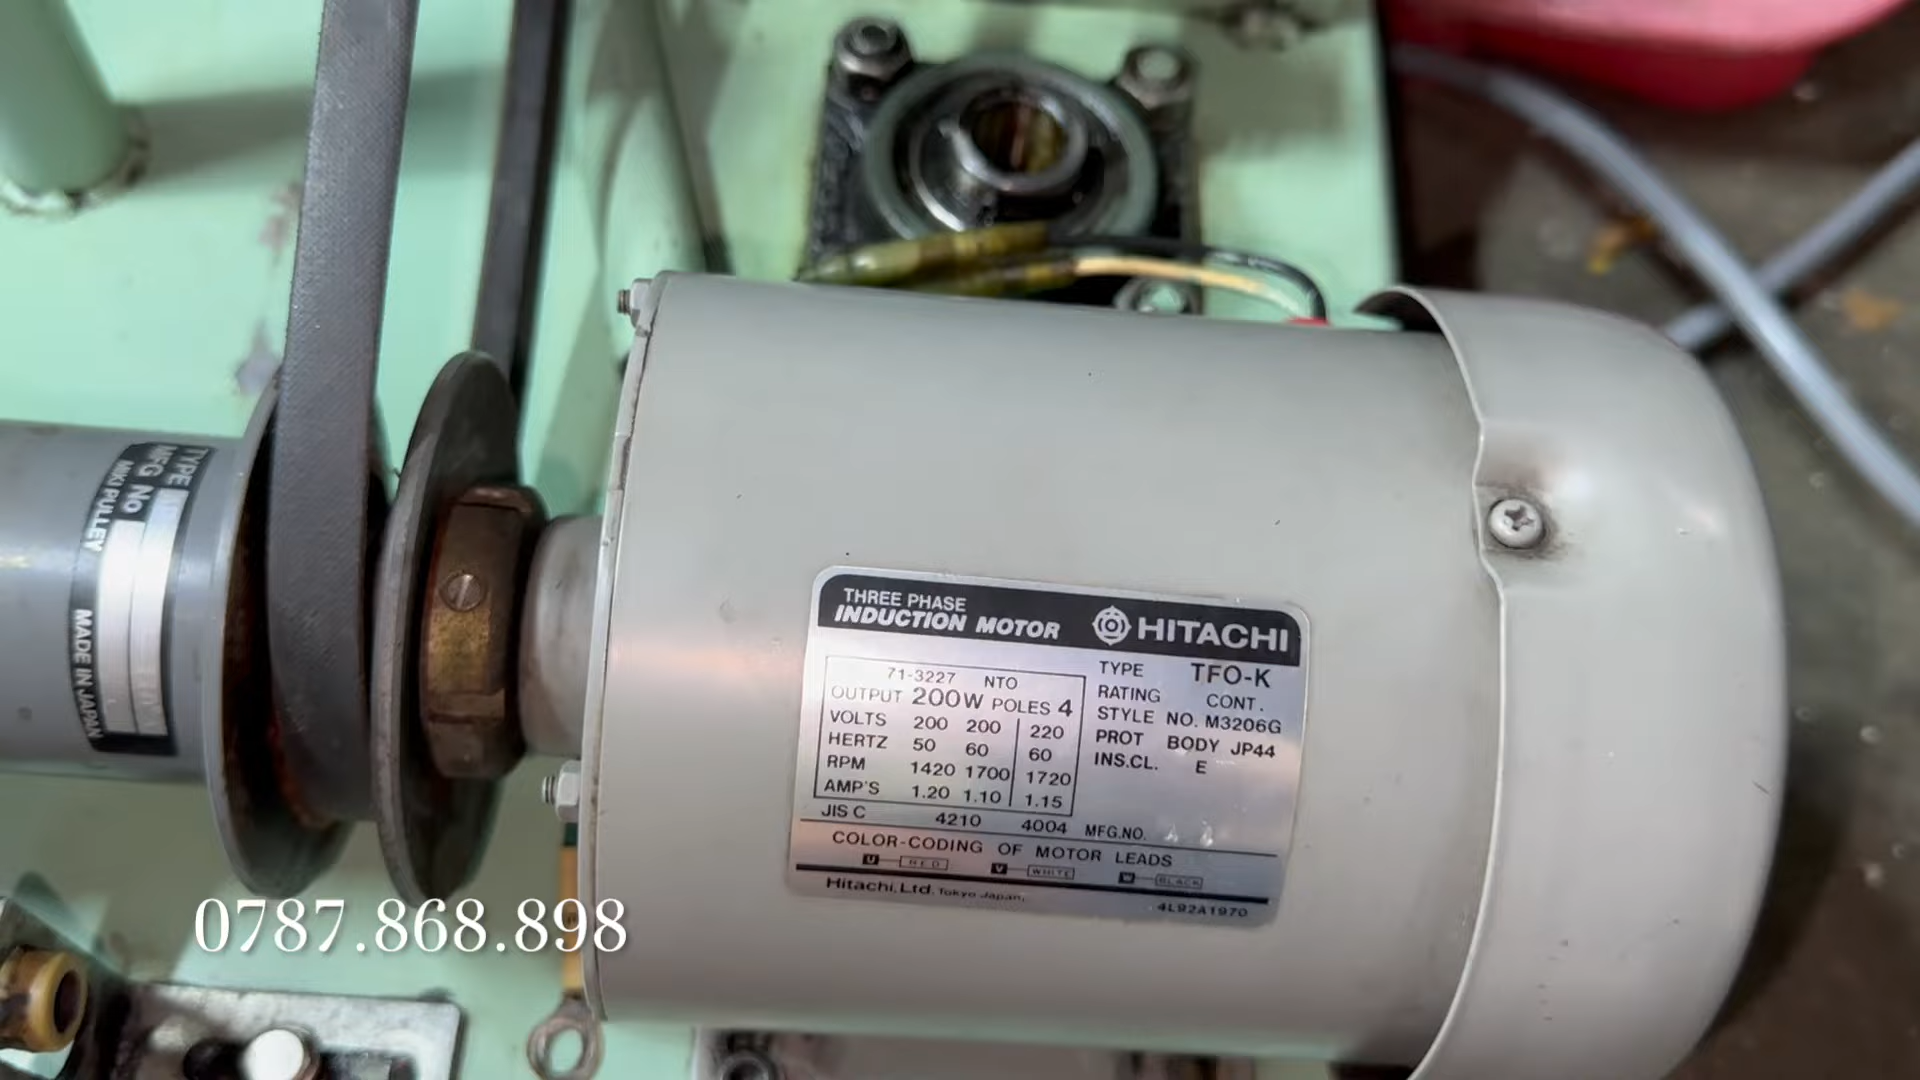 TYPE
MFG No
MIKI PULLEY
MADE IN JAPAN
THREE PHASE
INDUCTION MOTOR
HITACHI
71-3227 NTO
OUTPUT 200W POLES 4
VOLTS 200 200 220
HERTZ 50 60 60
RPM 1420 1700 1720
AMP'S 1.20 1.10 1.15
TYPE TFO-K
RATING CONT.
STYLE NO. M3206G
PROT BODY JP44
INS.CL. E
JIS C 4210 4004 MFG.NO.
COLOR-CODING OF MOTOR LEADS
U RED V WHITE W BLACK
Hitachi, Ltd. Tokyo Japan,
4L92A1970
0787.868.898